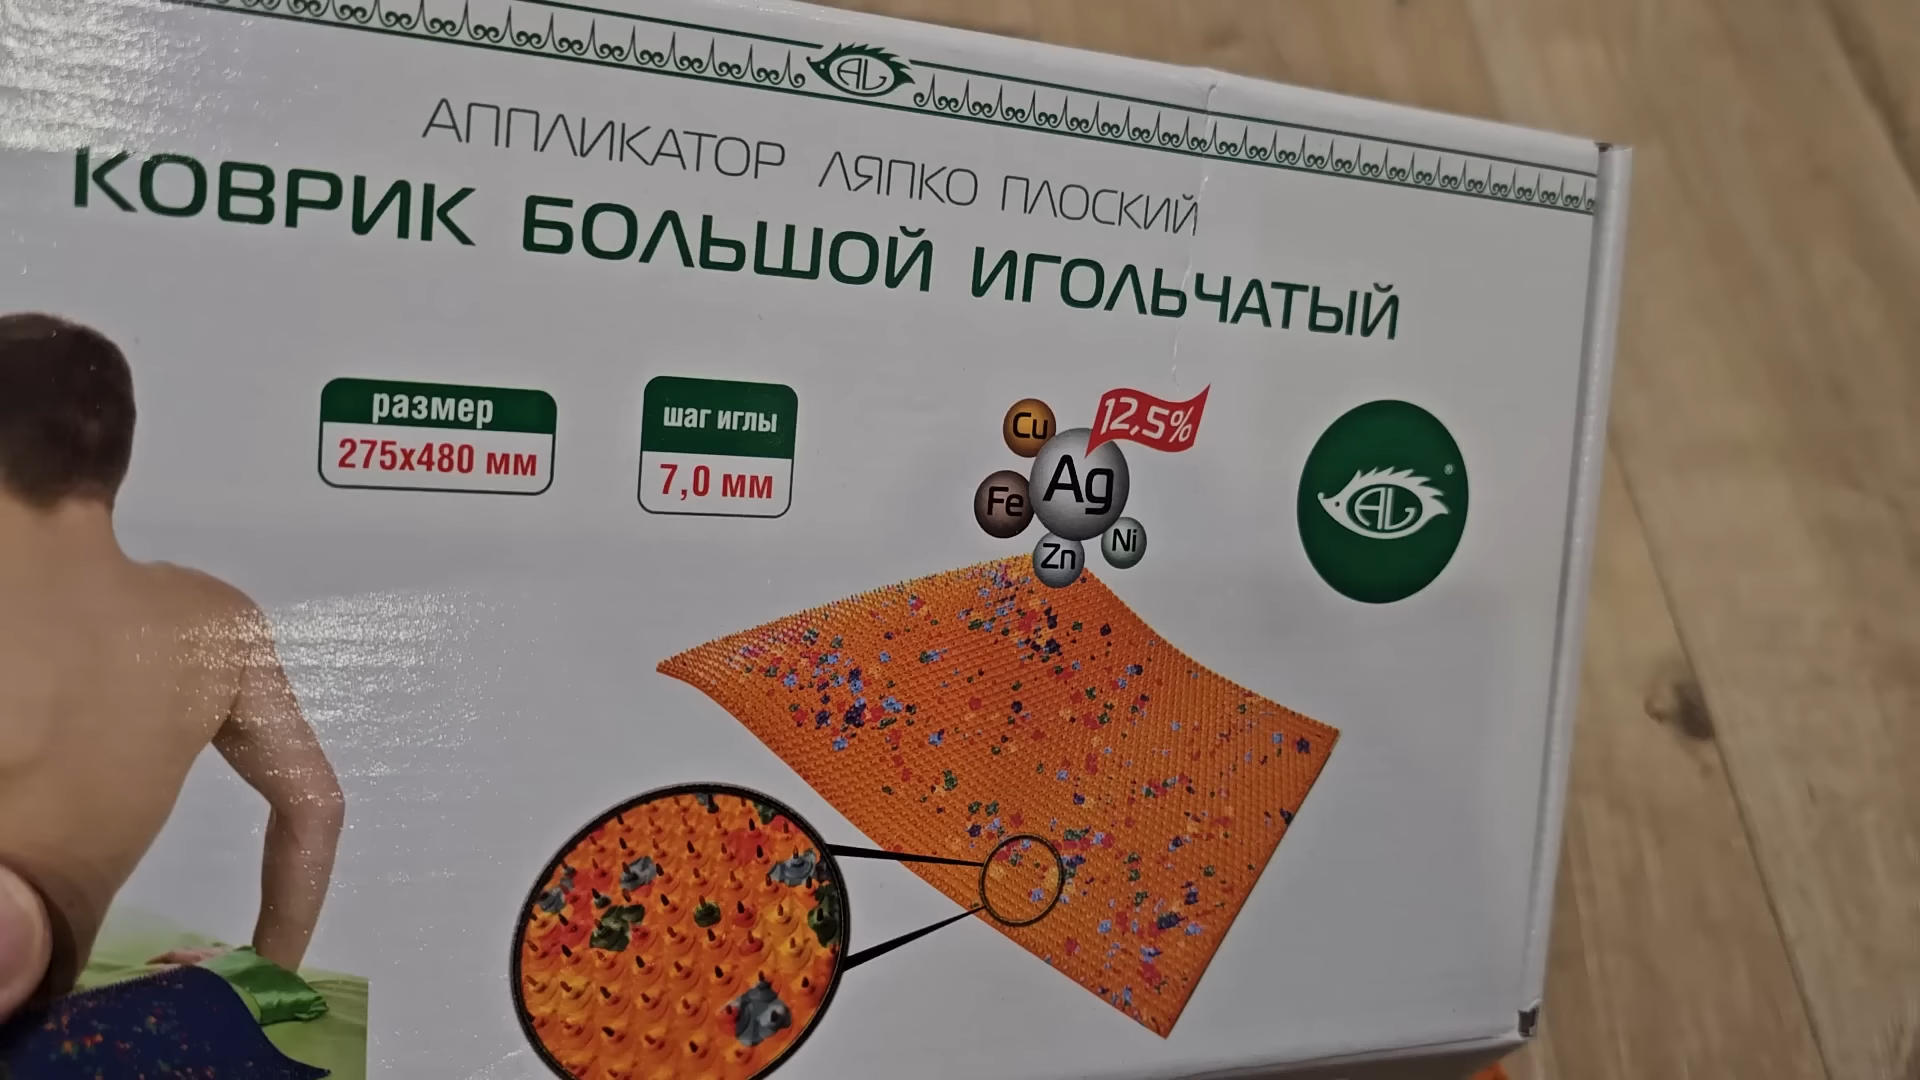 АППЛИКАТОР ЛЯПКО ПЛОСКИЙ
КОВРИК БОЛЬШОЙ ИГОЛЬЧАТЫЙ
размер
275x480 мм
шаг иглы
7,0 мм
12,5%
Cu
Ag
Fe
Ni
Zn